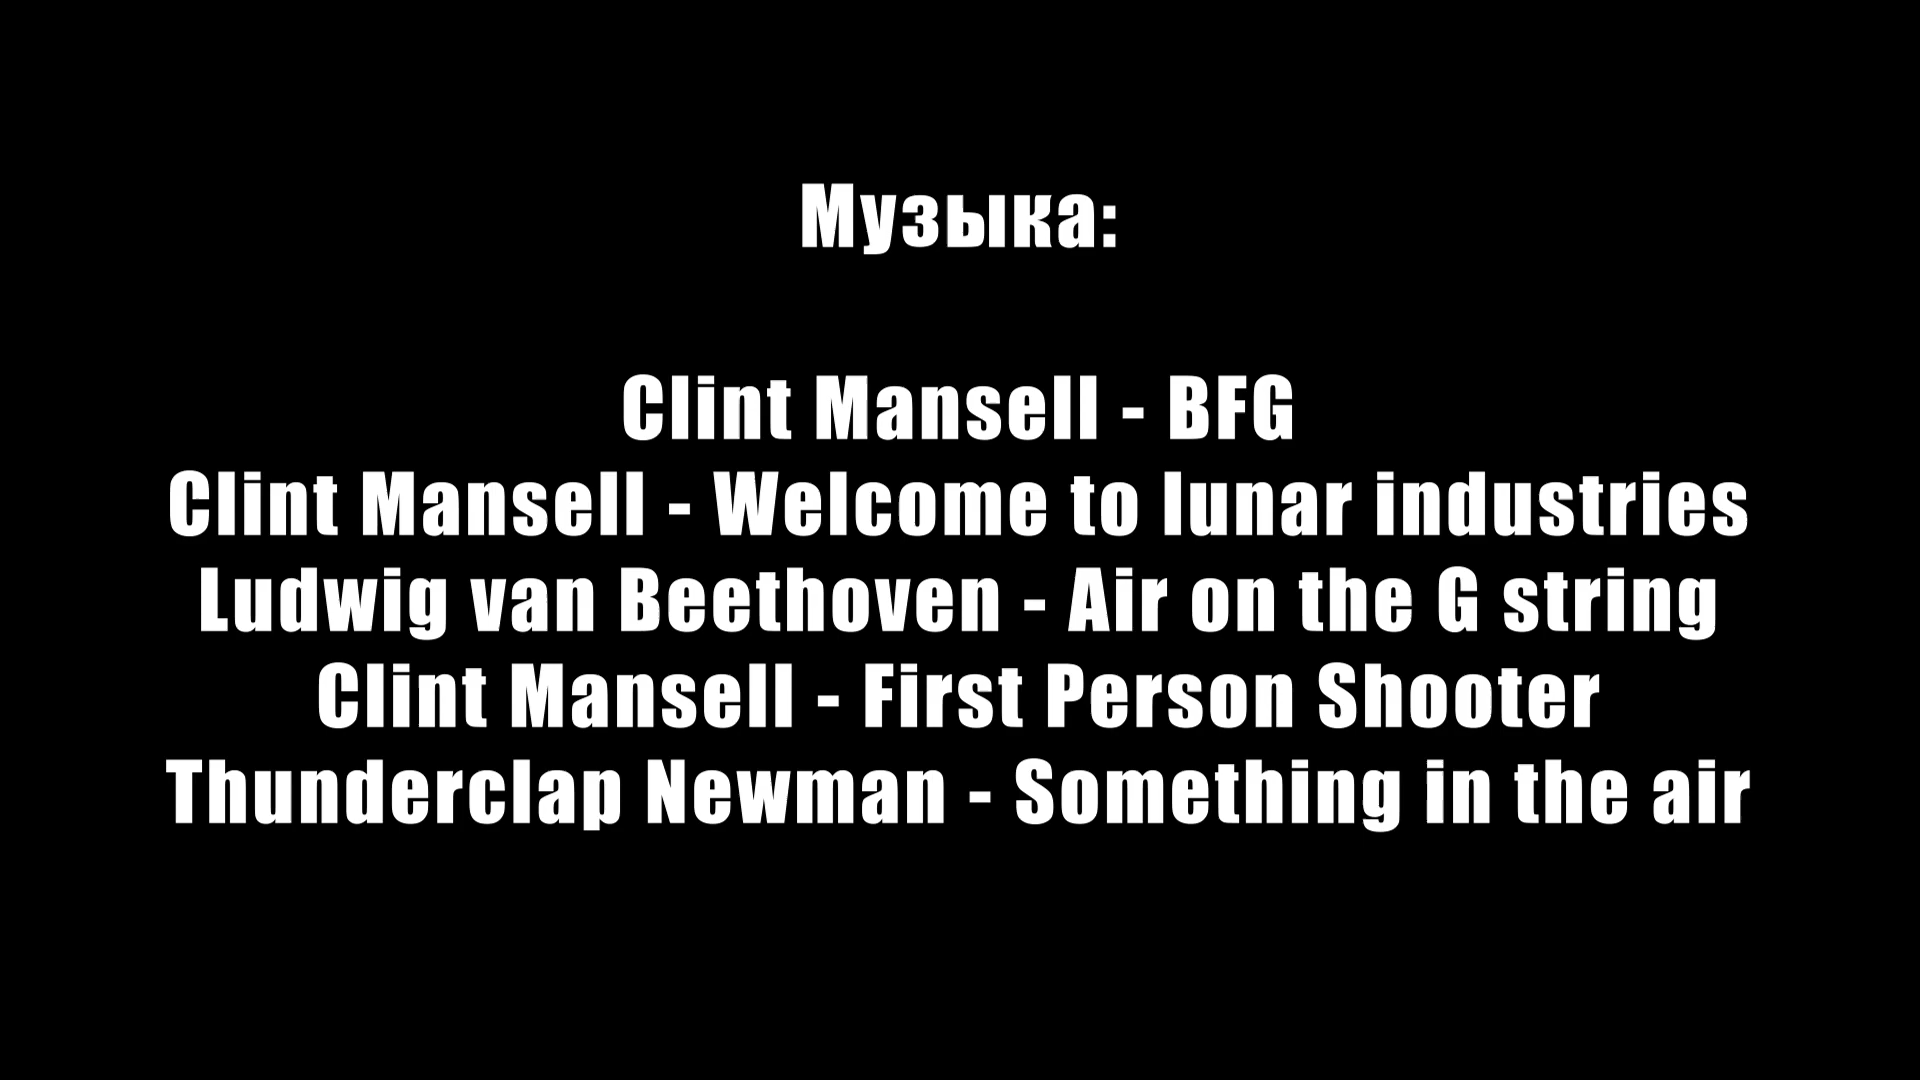 Музыка:
Clint Mansell - BFG
Clint Mansell - Welcome to lunar industries
Ludwig van Beethoven - Air on the G string
Clint Mansell - First Person Shooter
Thunderclap Newman - Something in the air